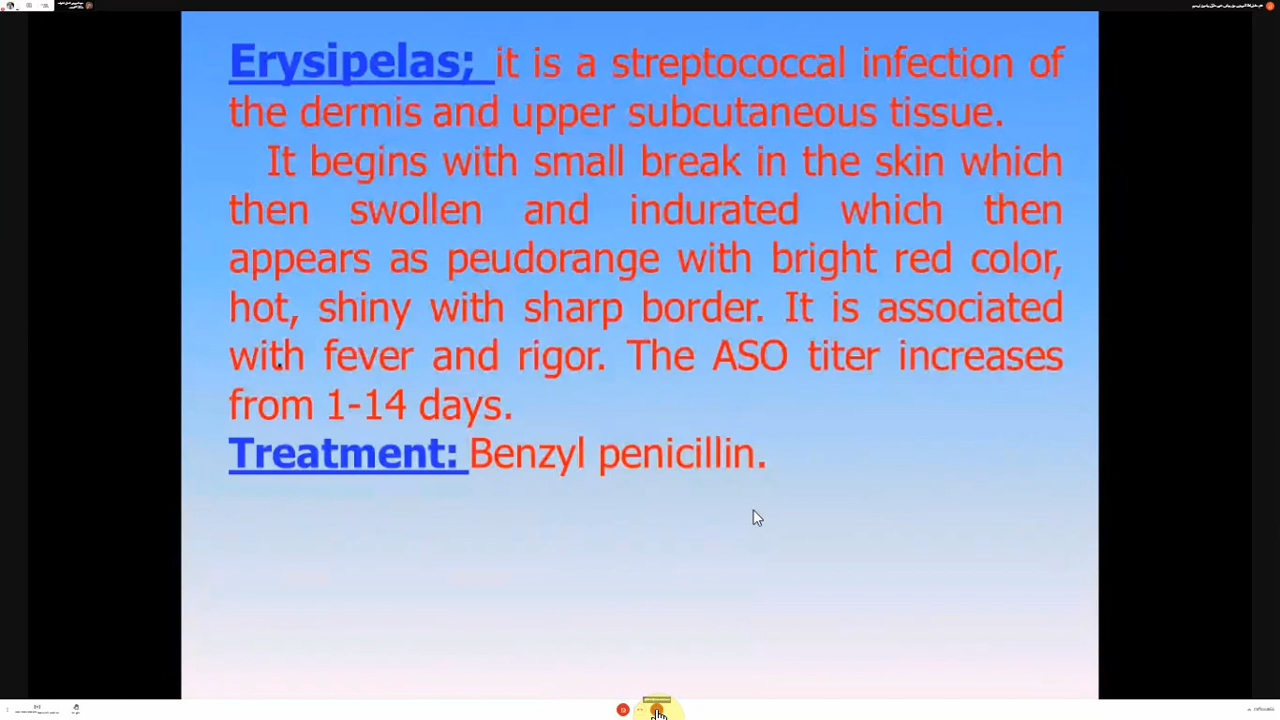 Erysipelas; it is a streptococcal infection of
the dermis and upper subcutaneous tissue.
It begins with small break in the skin which
then swollen and indurated which then
appears as peudorange with bright red color,
hot, shiny with sharp border. It is associated
with fever and rigor. The ASO titer increases
from 1-14 days.
Treatment: Benzyl penicillin.